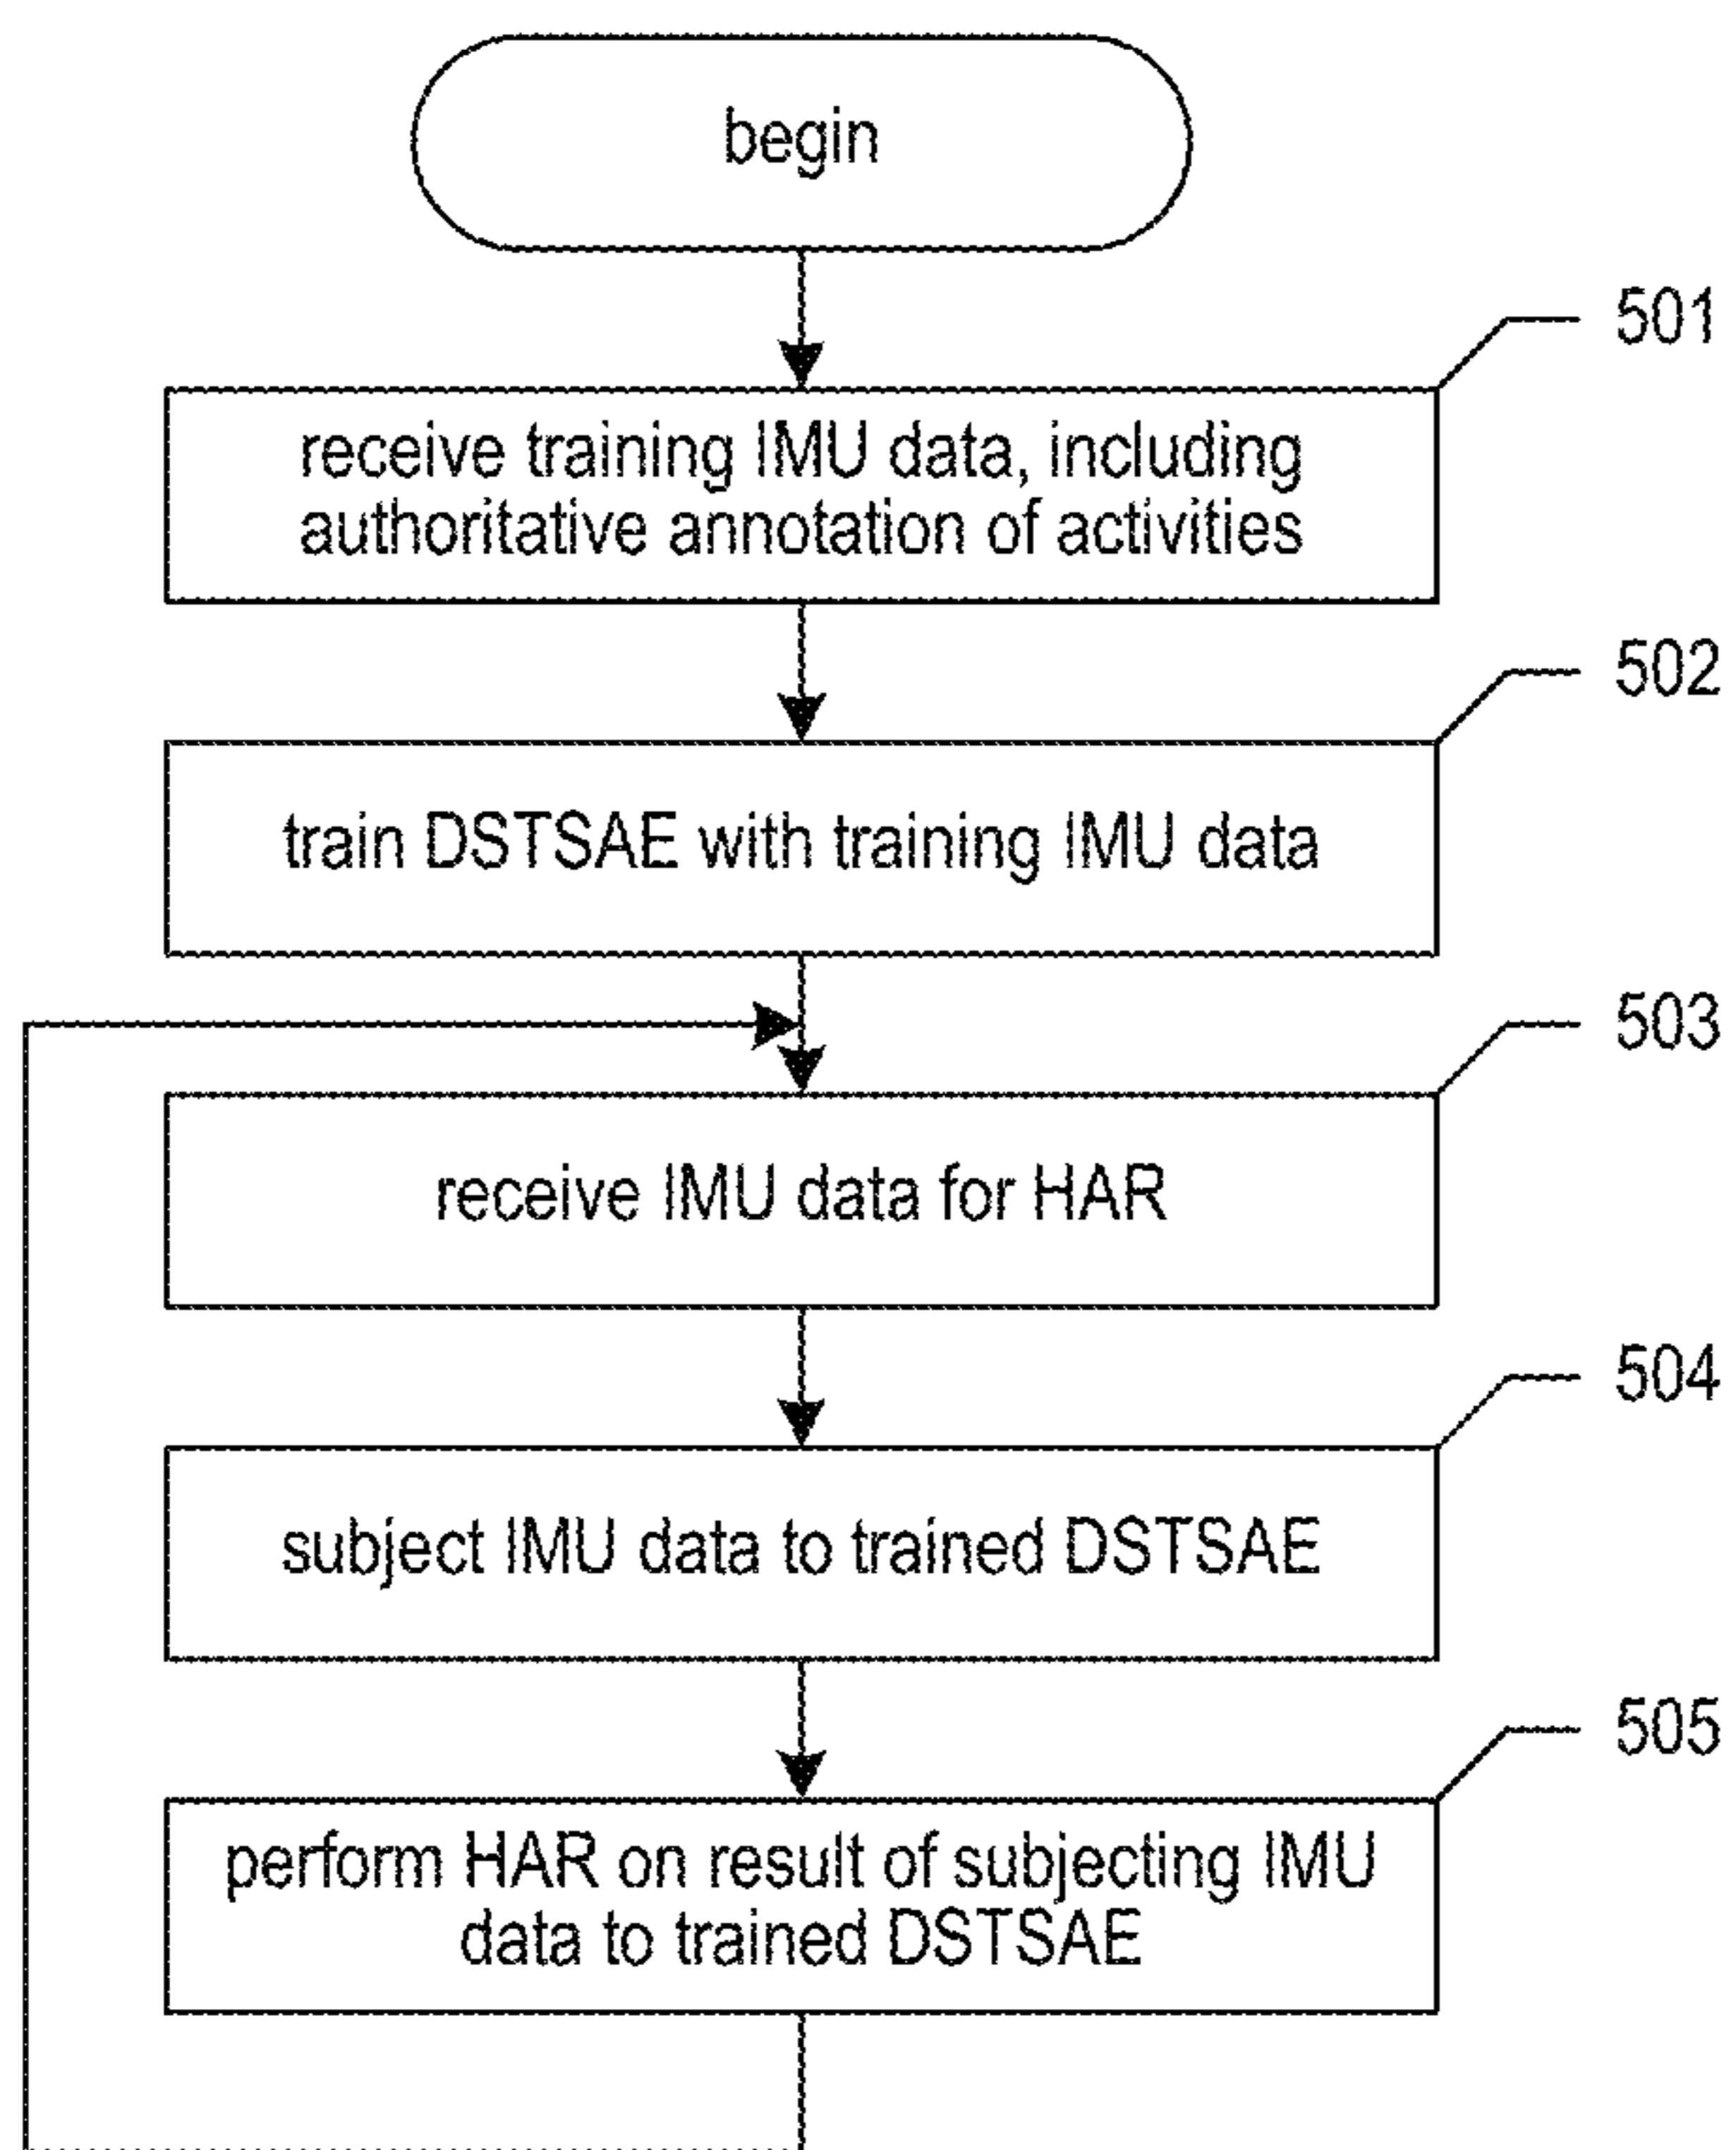 begin
501
receive training IMU data, including
authoritative annotation of activities
502
train DSTSAE with training IMU data
503
receive IMU data for HAR
504
subject IMU data to trained DSTSAE
505
perform HAR on result of subjecting IMU
data to trained DSTSAE